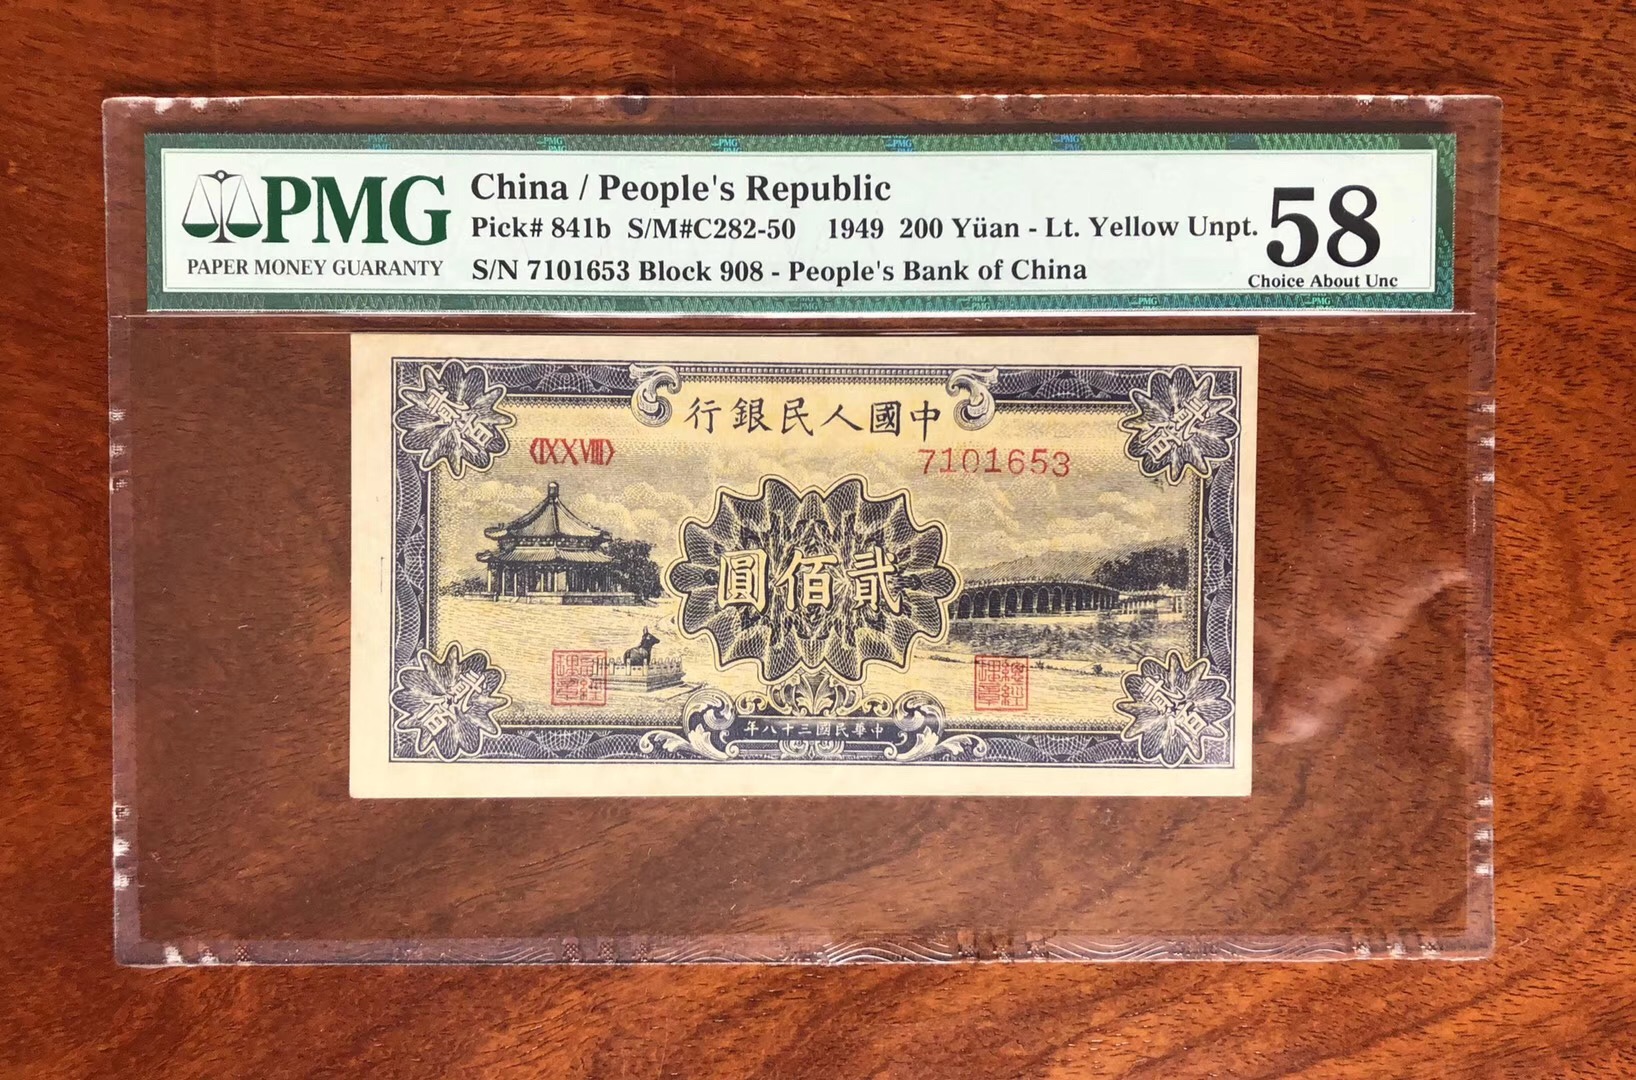 PMG
PAPER MONEY GUARANTY
China / People's Republic
Pick# 841b S/M#C282-50 1949 200 Yüan - Lt. Yellow Unpt.
S/N 7101653 Block 908 - People's Bank of China
58
Choice About Unc
行銀民人國中
7101653
圓佰貳
年八十三國民華中